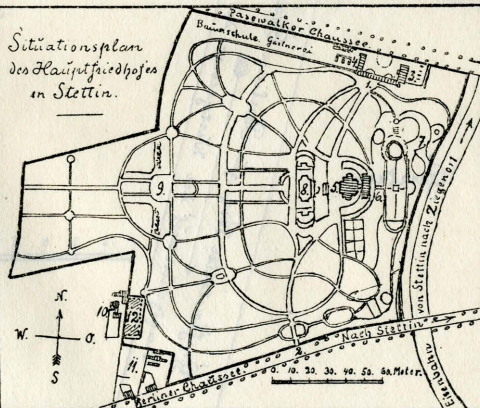 Situationsplan
des Hauptfriedhofes
in Stettin.
Pasewalker Chaussee
Baumschule. Gärtnerei
1.
3.
7.
9.
8.
5.
6.
10.
12.
11.
2.
N.
W.
O.
S
Berliner Chaussee.
Nach Stettin
von Stettin nach Ziegenort
Eisenbahn
0. 10. 20. 30. 40. 50. 60. Meter.